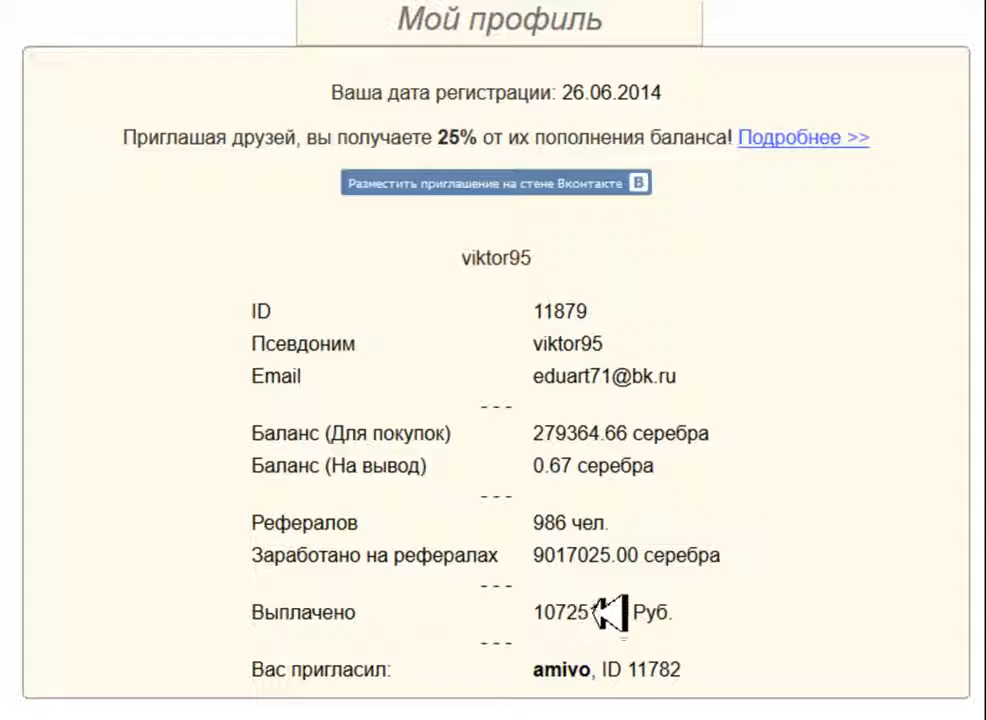 Мой профиль
Ваша дата регистрации: 26.06.2014
Приглашая друзей, вы получаете 25% от их пополнения баланса! Подробнее >>
Разместить приглашение на стене Вконтакте B
viktor95
ID 11879
Псевдоним viktor95
Email eduart71@bk.ru
- - -
Баланс (Для покупок) 279364.66 серебра
Баланс (На вывод) 0.67 серебра
- - -
Рефералов 986 чел.
Заработано на рефералах 9017025.00 серебра
- - -
Выплачено Руб.
- - -
Вас пригласил: amivo, ID 11782